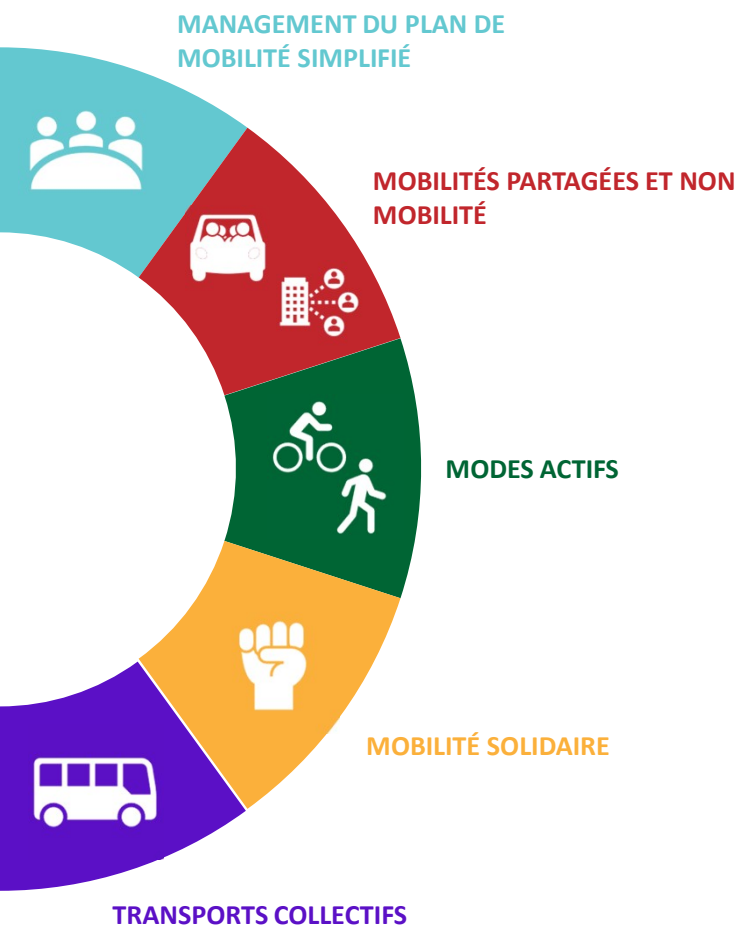 MANAGEMENT DU PLAN DE
MOBILITÉ SIMPLIFIÉ
MOBILITÉS PARTAGÉES ET NON
MOBILITÉ
MODES ACTIFS
MOBILITÉ SOLIDAIRE
TRANSPORTS COLLECTIFS